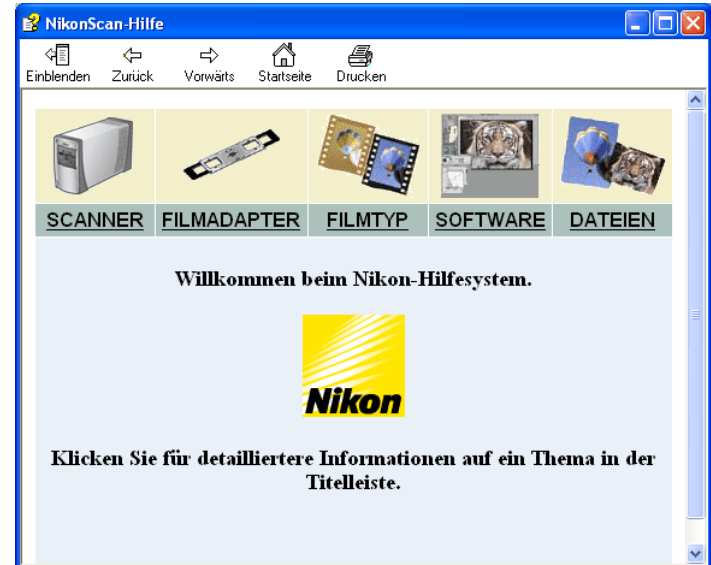 NikonScan-Hilfe
Einblenden Zurück Vorwärts Startseite Drucken
SCANNER FILMADAPTER FILMTYP SOFTWARE DATEIEN
Willkommen beim Nikon-Hilfesystem.
Nikon
Klicken Sie für detailliertere Informationen auf ein Thema in der
Titelleiste.